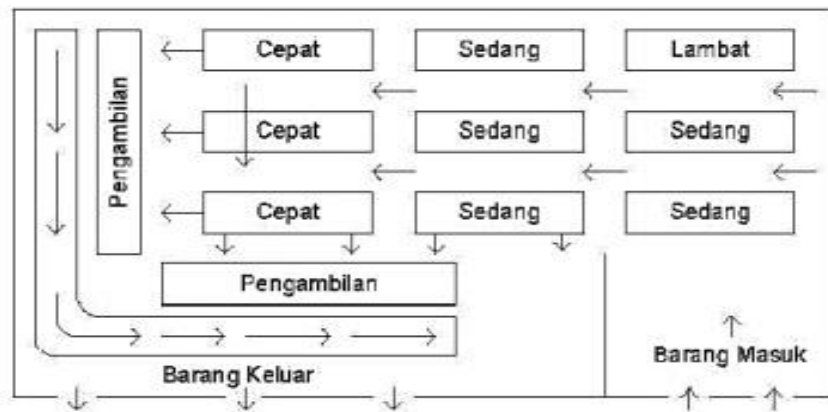 Cepat
Sedang
Lambat
Pengambilan
Cepat
Sedang
Sedang
Cepat
Sedang
Sedang
Pengambilan
Barang Masuk
Barang Keluar